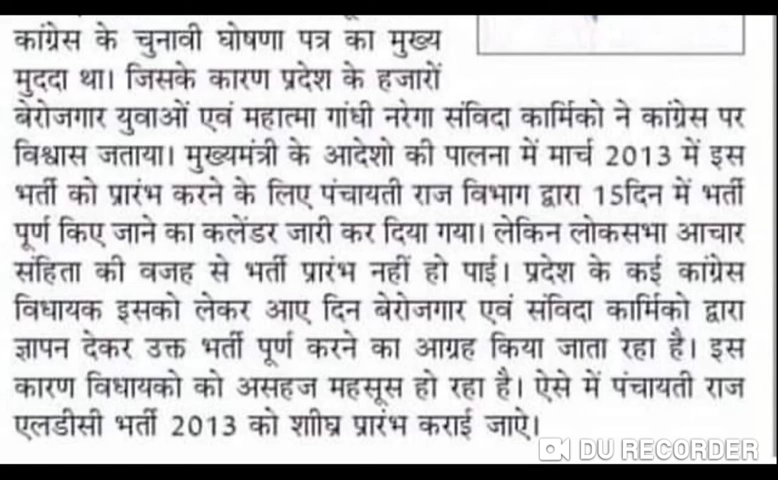 कांग्रेस के चुनावी घोषणा पत्र का मुख्य
मुददा था। जिसके कारण प्रदेश के हजारों
बेरोजगार युवाओं एवं महात्मा गांधी नरेगा संविदा कार्मिको ने कांग्रेस पर
विश्वास जताया। मुख्यमंत्री के आदेशो की पालना में मार्च 2013 में इस
भर्ती को प्रारंभ करने के लिए पंचायती राज विभाग द्वारा 15दिन में भर्ती
पूर्ण किए जाने का कलेंडर जारी कर दिया गया। लेकिन लोकसभा आचार
संहिता की वजह से भर्ती प्रारंभ नहीं हो पाई। प्रदेश के कई कांग्रेस
विधायक इसको लेकर आए दिन बेरोजगार एवं संविदा कार्मिको द्वारा
ज्ञापन देकर उक्त भर्ती पूर्ण करने का आग्रह किया जाता रहा है। इस
कारण विधायको को असहज महसूस हो रहा है। ऐसे में पंचायती राज
एलडीसी भर्ती 2013 को शाीघ्र प्रारंभ कराई जाऐ।
DU RECORDER